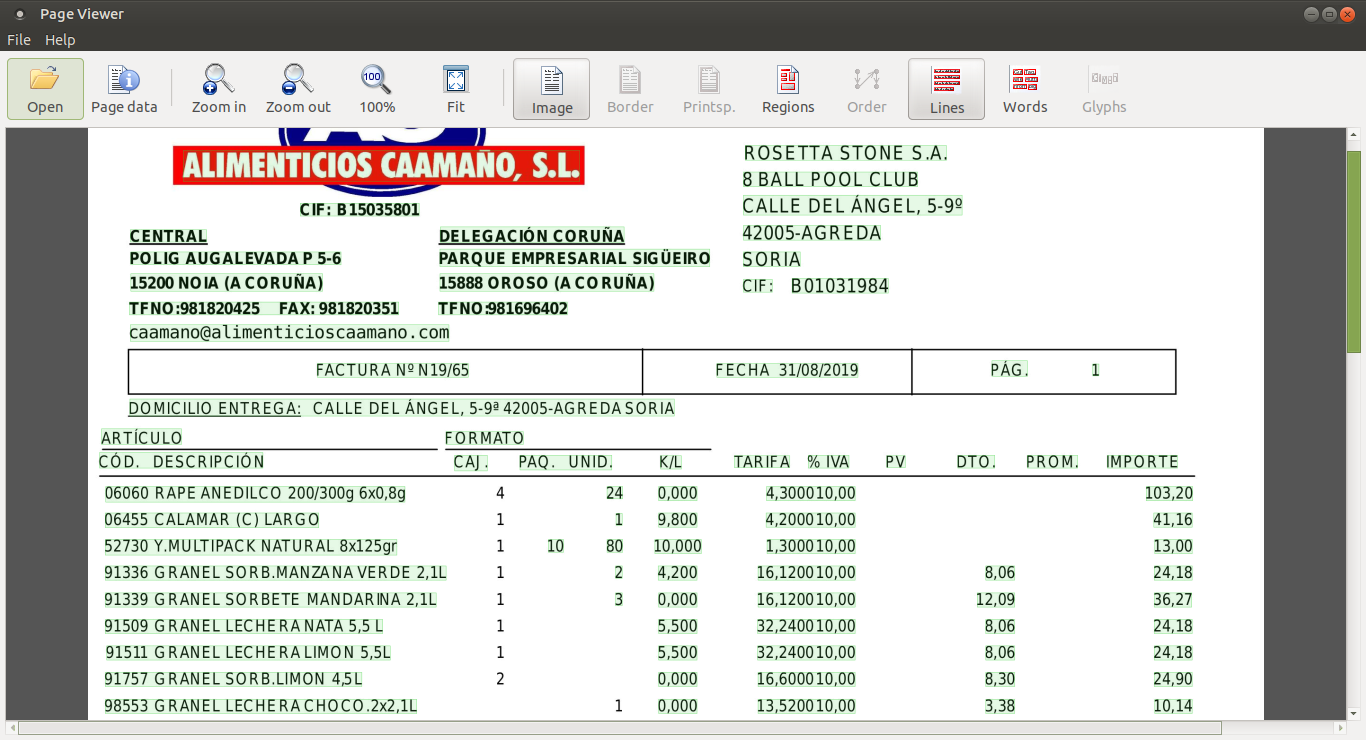 Page Viewer
File Help
Open Page data Zoom in Zoom out 100% Fit Image Border Printsp. Regions Order Lines Words Glyphs
ALIMENTICIOS CAAMAÑO, S.L.
CIF: B15035801
CENTRAL
POLIG AUGALEVADA P 5-6
15200 NOIA (A CORUÑA)
TFNO:981820425 FAX: 981820351
caamano@alimenticioscaamano.com
DELEGACIÓN CORUÑA
PARQUE EMPRESARIAL SIGÜEIRO
15888 OROSO (A CORUÑA)
TFNO:981696402
ROSETTA STONE S.A.
8 BALL POOL CLUB
CALLE DEL ÁNGEL, 5-9º
42005-AGREDA
SORIA
CIF: B01031984
FACTURA Nº N19/65 FECHA 31/08/2019 PÁG. 1
DOMICILIO ENTREGA: CALLE DEL ÁNGEL, 5-9ª 42005-AGREDA SORIA
ARTÍCULO FORMATO
CÓD. DESCRIPCIÓN CAJ. PAQ. UNID. K/L TARIFA % IVA PV DTO. PROM. IMPORTE
06060 RAPE ANEDILCO 200/300g 6x0,8g 4 24 0,000 4,3000 10,00 103,20
06455 CALAMAR (C) LARGO 1 1 9,800 4,2000 10,00 41,16
52730 Y.MULTIPACK NATURAL 8x125gr 1 10 80 10,000 1,3000 10,00 13,00
91336 GRANEL SORB.MANZANA VERDE 2,1L 1 2 4,200 16,1200 10,00 8,06 24,18
91339 GRANEL SORBETE MANDARINA 2,1L 1 3 0,000 16,1200 10,00 12,09 36,27
91509 GRANEL LECHERA NATA 5,5 L 1 5,500 32,2400 10,00 8,06 24,18
91511 GRANEL LECHERA LIMON 5,5L 1 5,500 32,2400 10,00 8,06 24,18
91757 GRANEL SORB.LIMON 4,5L 2 0,000 16,6000 10,00 8,30 24,90
98553 GRANEL LECHERA CHOCO.2x2,1L 1 0,000 13,5200 10,00 3,38 10,14